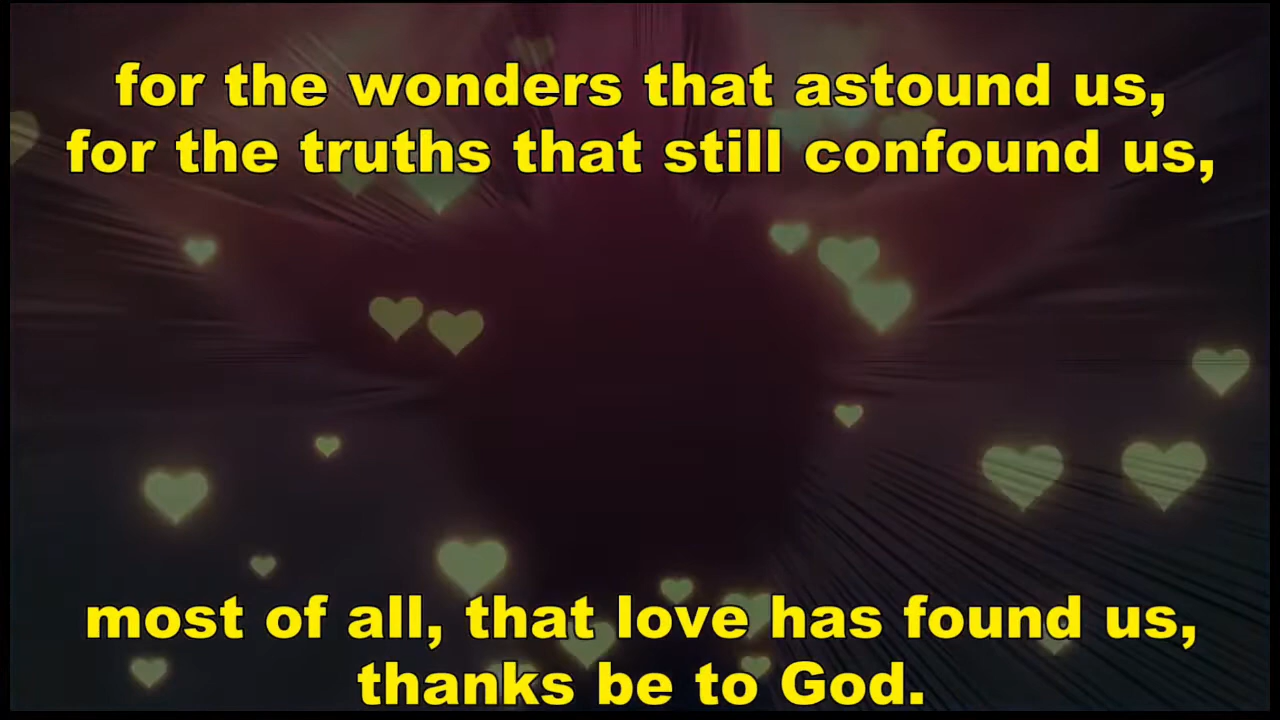 for the wonders that astound us,
for the truths that still confound us,
most of all, that love has found us,
thanks be to God.